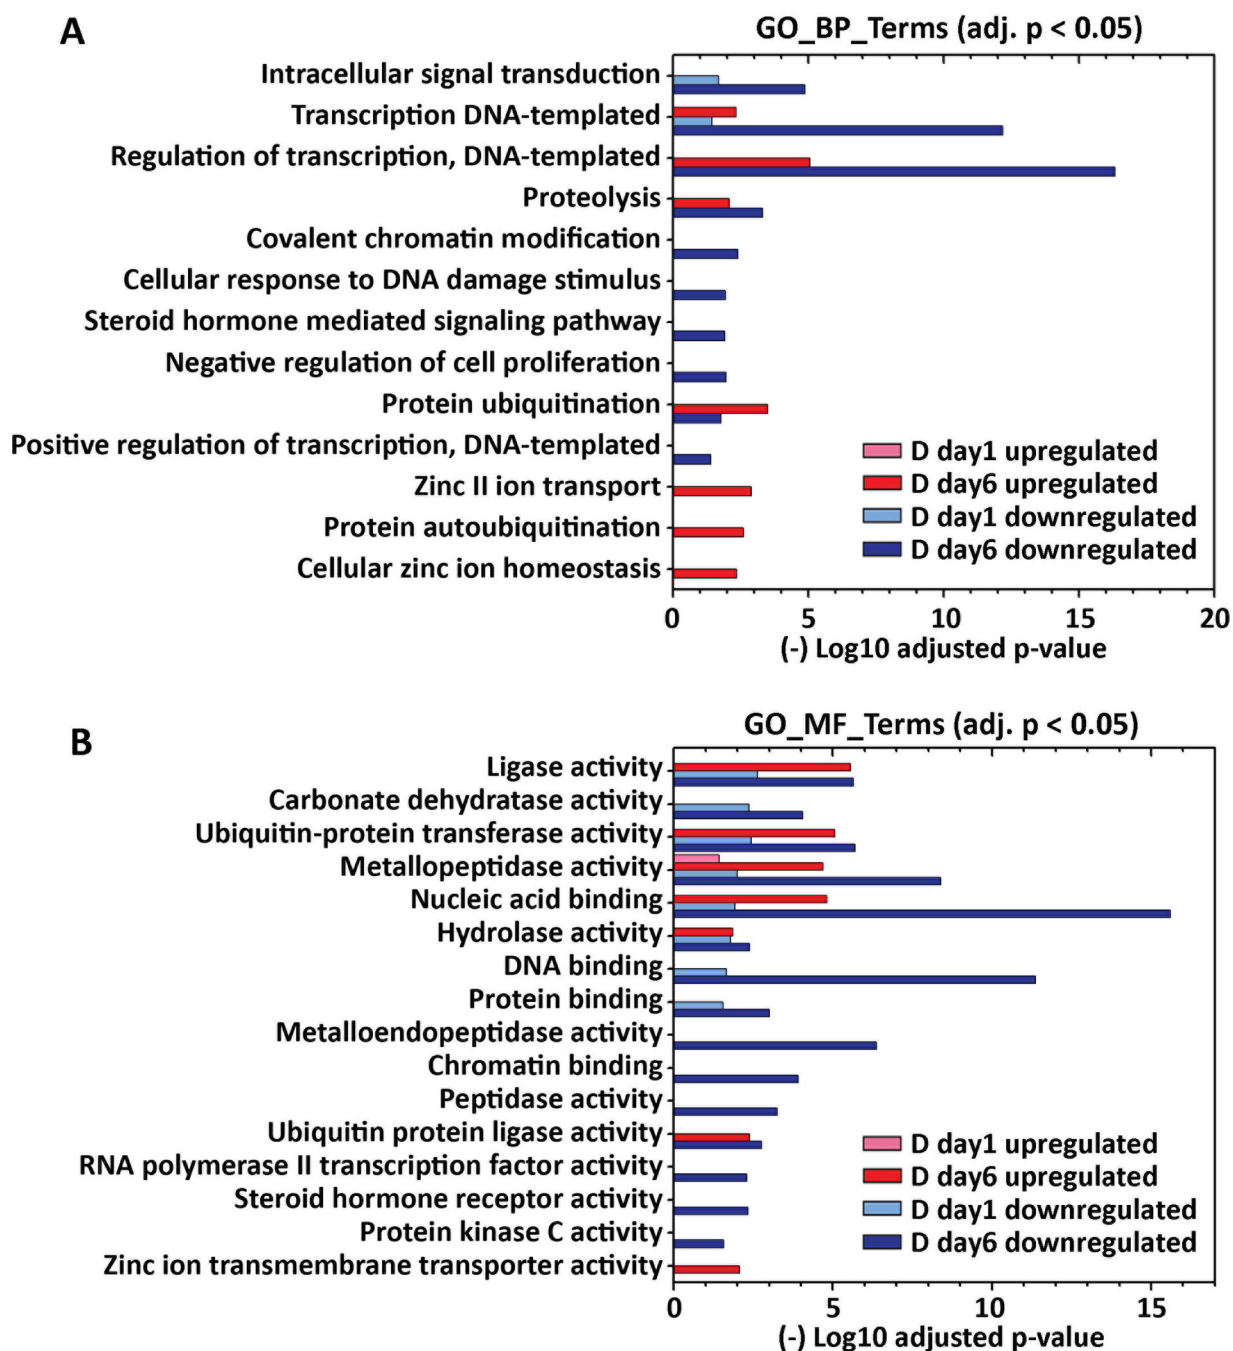 A
GO_BP_Terms (adj. p < 0.05)
Intracellular signal transduction
Transcription DNA-templated
Regulation of transcription, DNA-templated
Proteolysis
Covalent chromatin modification
Cellular response to DNA damage stimulus
Steroid hormone mediated signaling pathway
Negative regulation of cell proliferation
Protein ubiquitination
Positive regulation of transcription, DNA-templated
Zinc II ion transport
Protein autoubiquitination
Cellular zinc ion homeostasis
D day1 upregulated
D day6 upregulated
D day1 downregulated
D day6 downregulated
0 5 10 15 20
(-) Log10 adjusted p-value
B
GO_MF_Terms (adj. p < 0.05)
Ligase activity
Carbonate dehydratase activity
Ubiquitin-protein transferase activity
Metallopeptidase activity
Nucleic acid binding
Hydrolase activity
DNA binding
Protein binding
Metalloendopeptidase activity
Chromatin binding
Peptidase activity
Ubiquitin protein ligase activity
RNA polymerase II transcription factor activity
Steroid hormone receptor activity
Protein kinase C activity
Zinc ion transmembrane transporter activity
D day1 upregulated
D day6 upregulated
D day1 downregulated
D day6 downregulated
0 5 10 15
(-) Log10 adjusted p-value